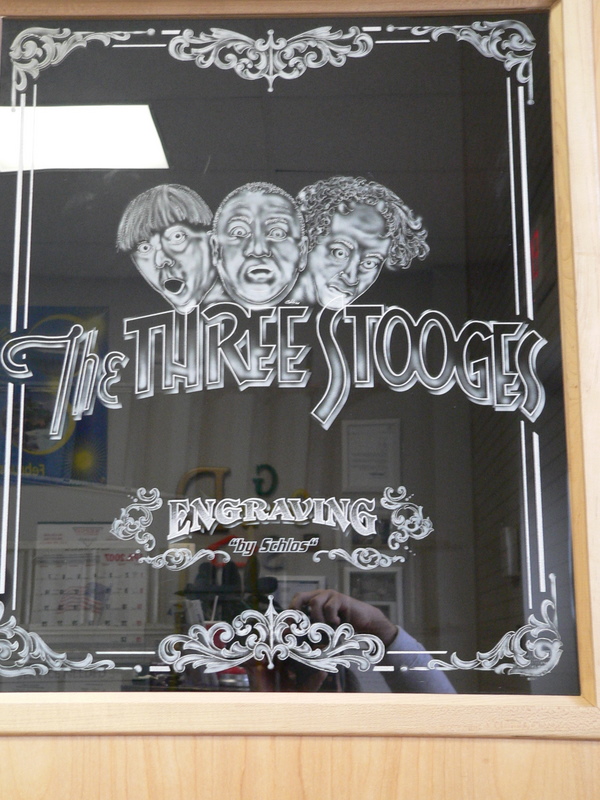 The THREE STOOGES
ENGRAVING
"by Schlos"